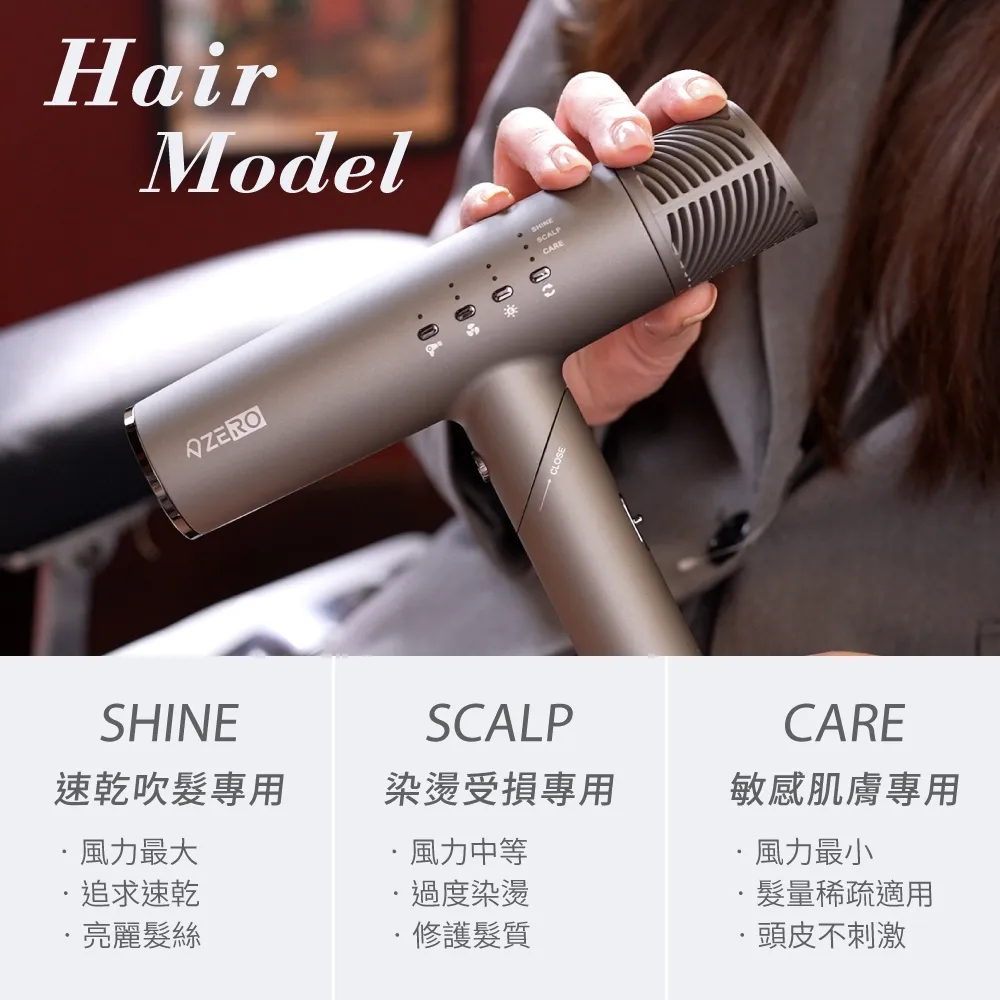 Hair
Model
SHINE
SCALP
CARE
ZERO
CLOSE
SHINE
速乾吹髮專用
· 風力最大
· 追求速乾
· 亮麗髮絲
SCALP
染燙受損專用
· 風力中等
· 過度染燙
· 修護髮質
CARE
敏感肌膚專用
· 風力最小
· 髮量稀疏適用
· 頭皮不刺激